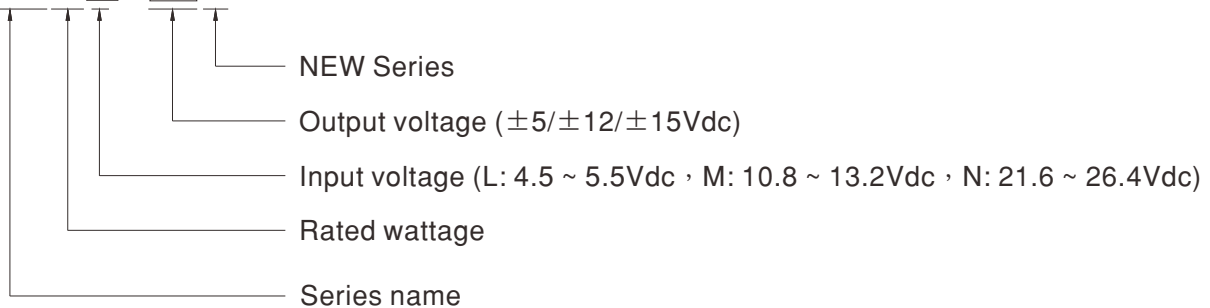 NEW Series
Output voltage (±5/±12/±15Vdc)
Input voltage (L: 4.5 ~ 5.5Vdc，M: 10.8 ~ 13.2Vdc，N: 21.6 ~ 26.4Vdc)
Rated wattage
Series name